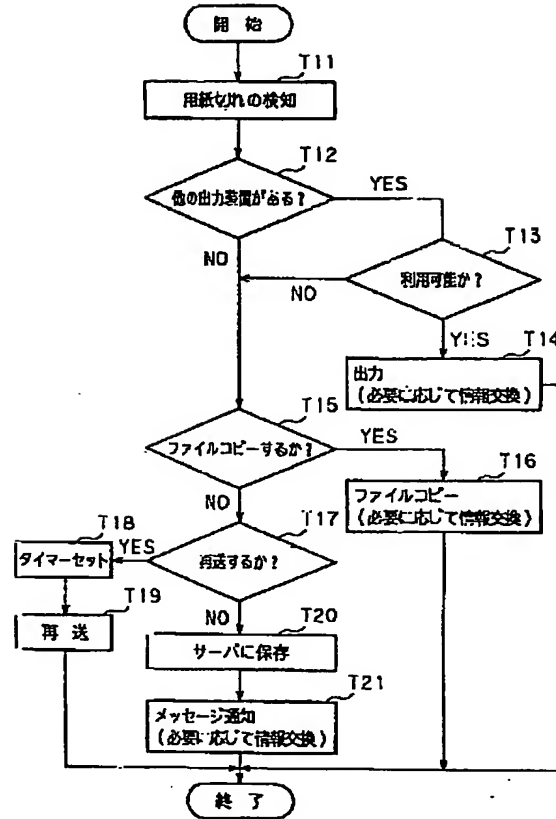 開始
T11
用紙切れの検知
T12
他の出力装置がある?
YES
NO
T13
利用可能か?
NO
YES
T14
出力
(必要に応じて情報交換)
T15
ファイルコピーするか?
YES
NO
T16
ファイルコピー
(必要に応じて情報交換)
T17
再送するか?
YES
NO
T18
タイマーセット
T19
再送
T20
サーバに保存
T21
メッセージ通知
(必要に応じて情報交換)
終了